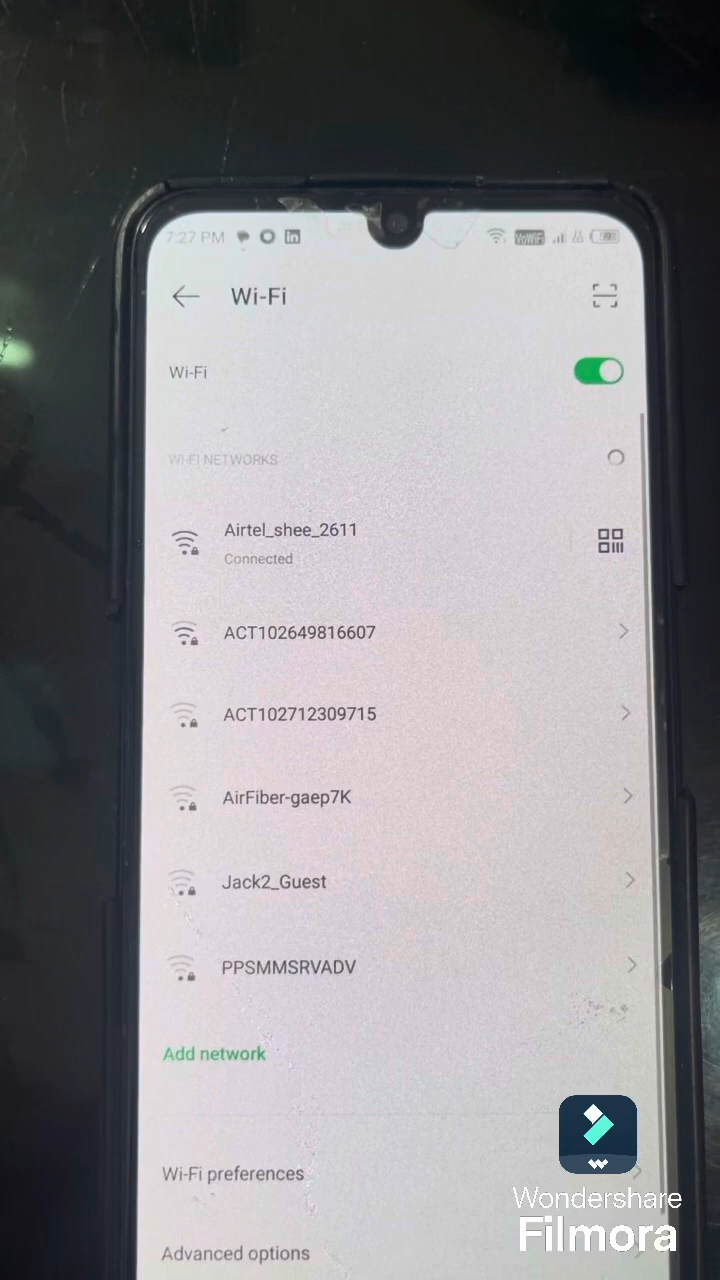 7:27 PM
VoWiFi
Wi-Fi
Wi-Fi
WI-FI NETWORKS
Airtel_shee_2611
Connected
ACT102649816607
ACT102712309715
AirFiber-gaep7K
Jack2_Guest
PPSMMSRVADV
Add network
Wi-Fi preferences
Advanced options
Wondershare
Filmora